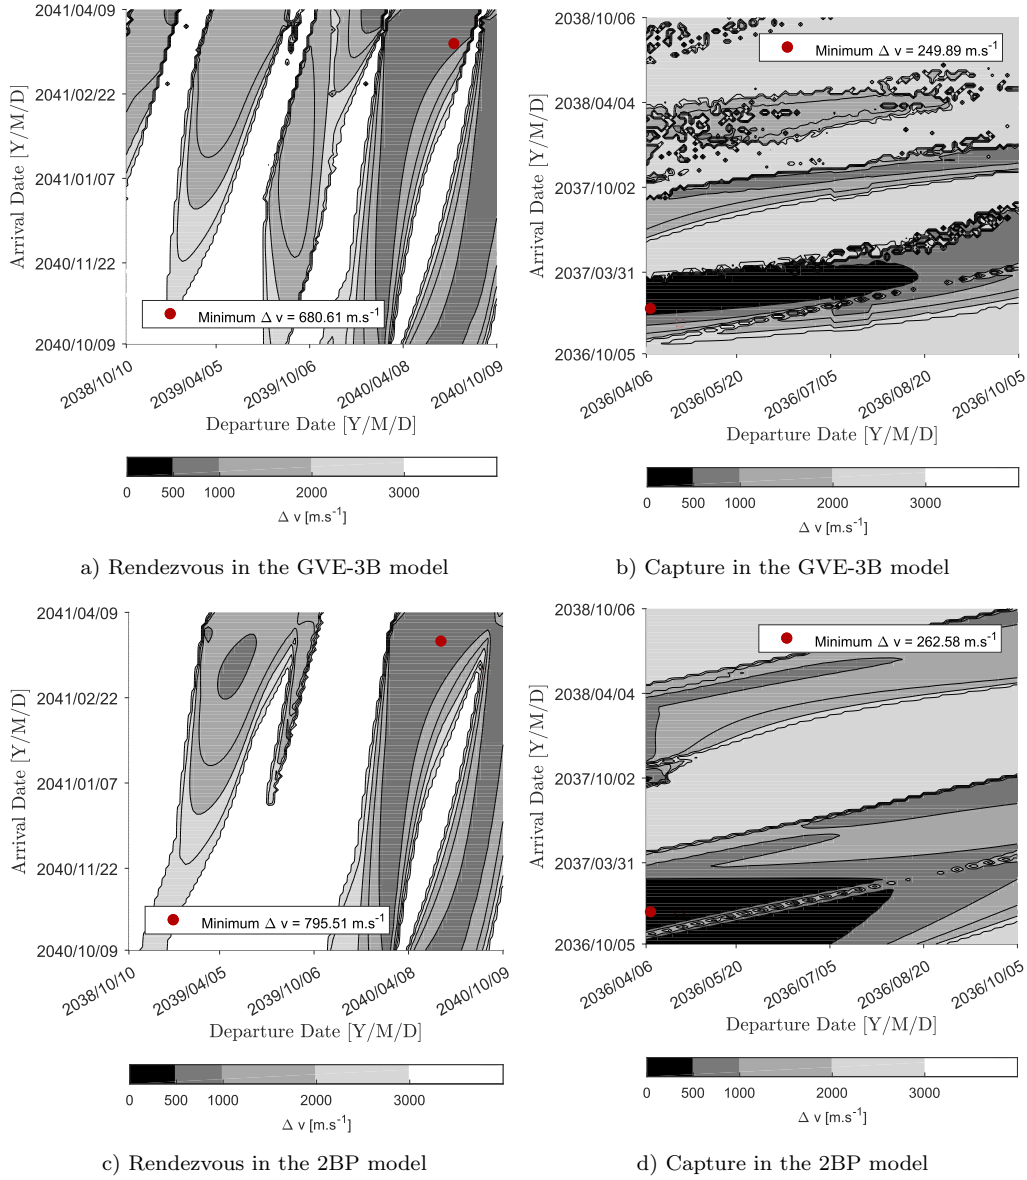 2041/04/09
2041/02/22
2041/01/07
2040/11/22
2040/10/09
Arrival Date [Y/M/D]
Minimum Δ v = 680.61 m.s-1
2038/10/10
2039/04/05
2039/10/06
2040/04/08
2040/10/09
Departure Date [Y/M/D]
0 500 1000 2000 3000
Δ v [m.s-1]
a) Rendezvous in the GVE-3B model
2038/10/06
2038/04/04
2037/10/02
2037/03/31
2036/10/05
Arrival Date [Y/M/D]
Minimum Δ v = 249.89 m.s-1
2036/04/06
2036/05/20
2036/07/05
2036/08/20
2036/10/05
Departure Date [Y/M/D]
0 500 1000 2000 3000
Δ v [m.s-1]
b) Capture in the GVE-3B model
2041/04/09
2041/02/22
2041/01/07
2040/11/22
2040/10/09
Arrival Date [Y/M/D]
Minimum Δ v = 795.51 m.s-1
2038/10/10
2039/04/05
2039/10/06
2040/04/08
2040/10/09
Departure Date [Y/M/D]
0 500 1000 2000 3000
Δ v [m.s-1]
c) Rendezvous in the 2BP model
2038/10/06
2038/04/04
2037/10/02
2037/03/31
2036/10/05
Arrival Date [Y/M/D]
Minimum Δ v = 262.58 m.s-1
2036/04/06
2036/05/20
2036/07/05
2036/08/20
2036/10/05
Departure Date [Y/M/D]
0 500 1000 2000 3000
Δ v [m.s-1]
d) Capture in the 2BP model